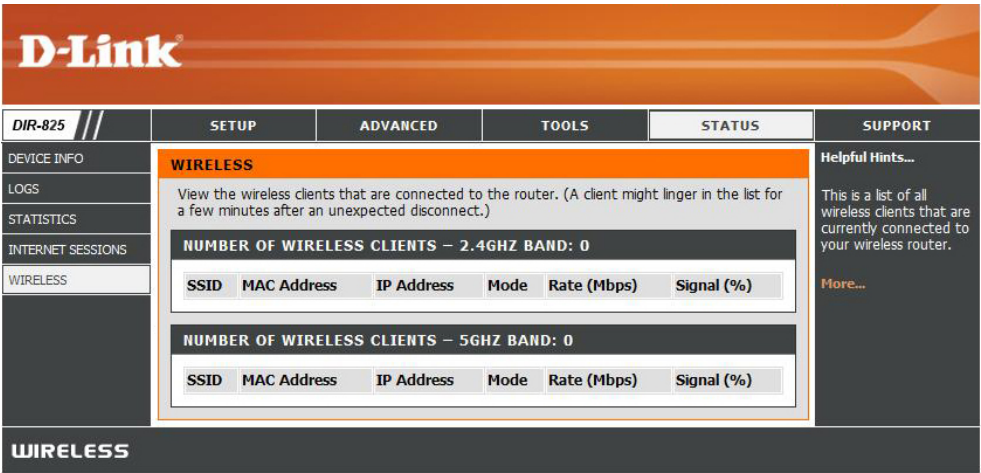 D-Link
DIR-825
SETUP
ADVANCED
TOOLS
STATUS
SUPPORT
DEVICE INFO
LOGS
STATISTICS
INTERNET SESSIONS
WIRELESS
WIRELESS
View the wireless clients that are connected to the router. (A client might linger in the list for
a few minutes after an unexpected disconnect.)
NUMBER OF WIRELESS CLIENTS – 2.4GHZ BAND: 0
SSID MAC Address IP Address Mode Rate (Mbps) Signal (%)
NUMBER OF WIRELESS CLIENTS – 5GHZ BAND: 0
SSID MAC Address IP Address Mode Rate (Mbps) Signal (%)
Helpful Hints...
This is a list of all
wireless clients that are
currently connected to
your wireless router.
More...
WIRELESS